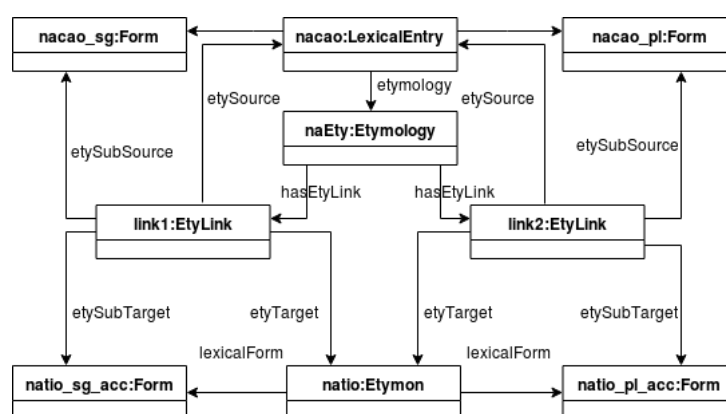 nacao_sg:Form
nacao:LexicalEntry
nacao_pl:Form
etymology
etySource
etySource
naEty:Etymology
etySubSource
etySubSource
hasEtyLink
hasEtyLink
link1:EtyLink
link2:EtyLink
etySubTarget
etyTarget
etyTarget
etySubTarget
lexicalForm
lexicalForm
natio_sg_acc:Form
natio:Etymon
natio_pl_acc:Form